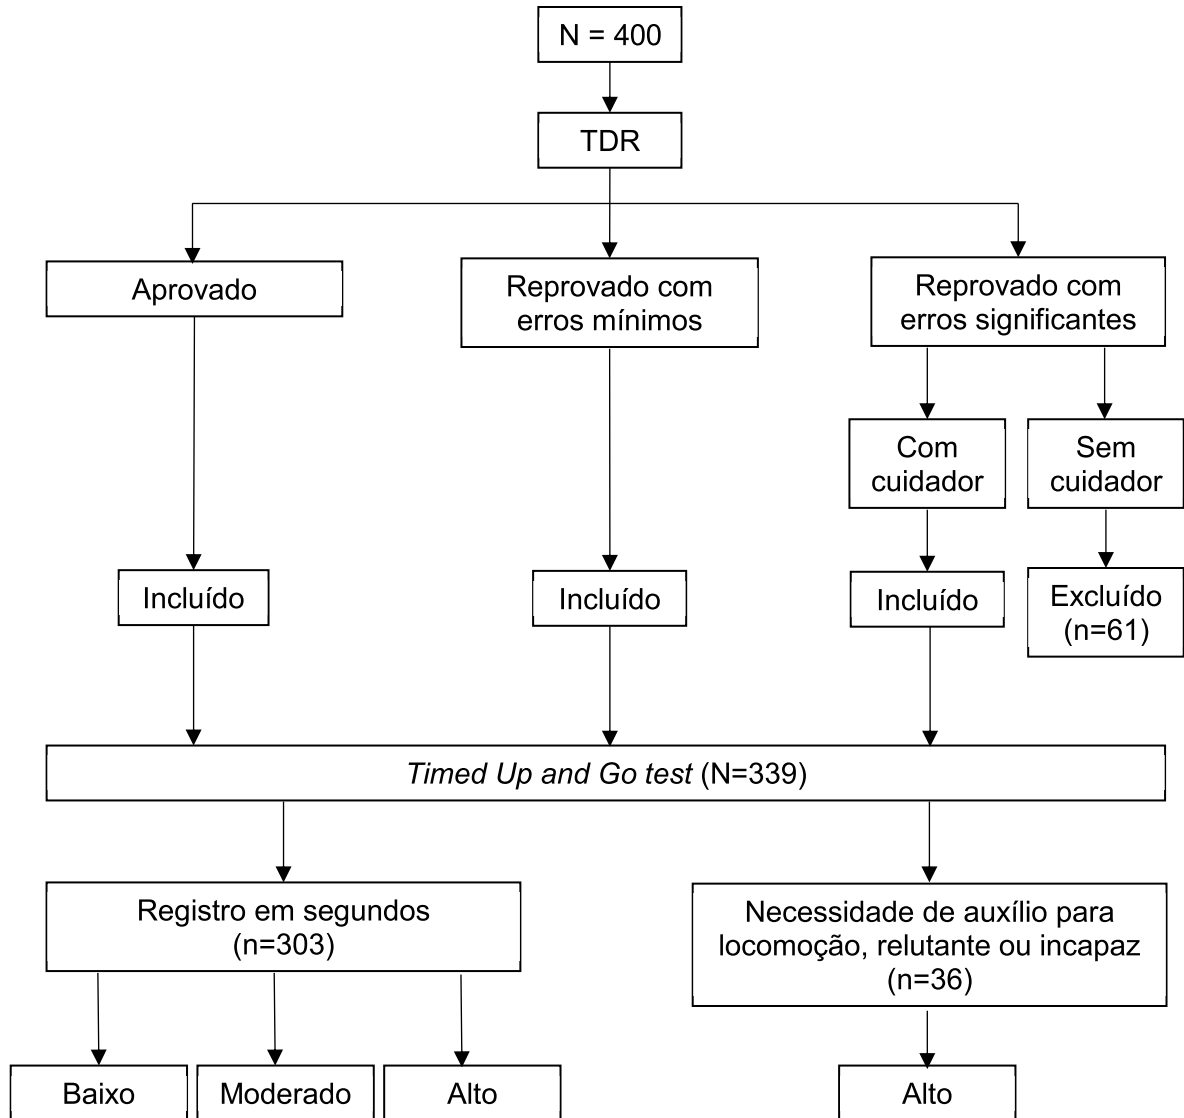 N = 400
TDR
Aprovado
Reprovado com
erros mínimos
Reprovado com
erros significantes
Com
cuidador
Sem
cuidador
Incluído
Incluído
Incluído
Excluído
(n=61)
Timed Up and Go test (N=339)
Registro em segundos
(n=303)
Necessidade de auxílio para
locomoção, relutante ou incapaz
(n=36)
Baixo
Moderado
Alto
Alto